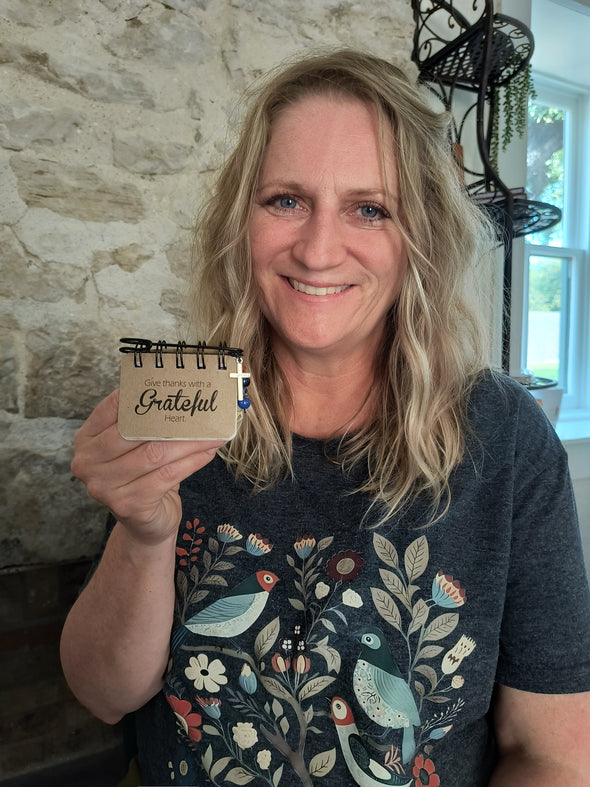 Give thanks with a
Grateful
Heart.